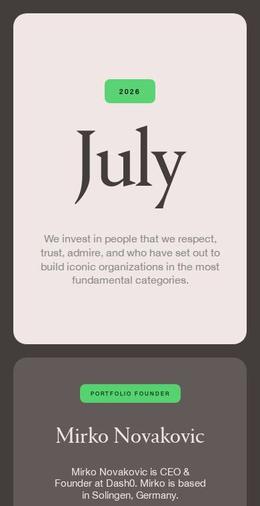 2026
July
We invest in people that we respect,
trust, admire, and who have set out to
build iconic organizations in the most
fundamental categories.
PORTFOLIO FOUNDER
Mirko Novakovic
Mirko Novakovic is CEO &
Founder at Dash0. Mirko is based
in Solingen, Germany.